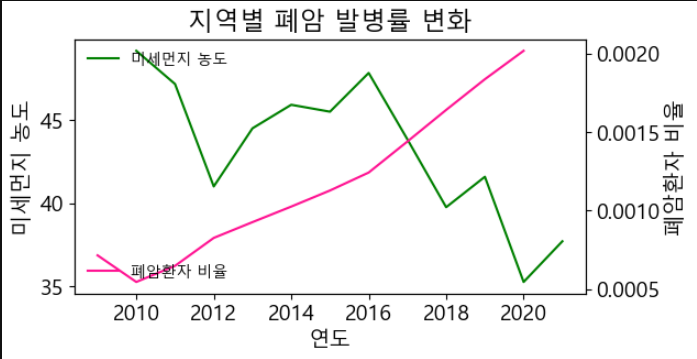 지역별 폐암 발병률 변화
미세먼지 농도
폐암환자 비율
미세먼지 농도
45
40
35
폐암환자 비율
0.0020
0.0015
0.0010
0.0005
2010 2012 2014 2016 2018 2020
연도